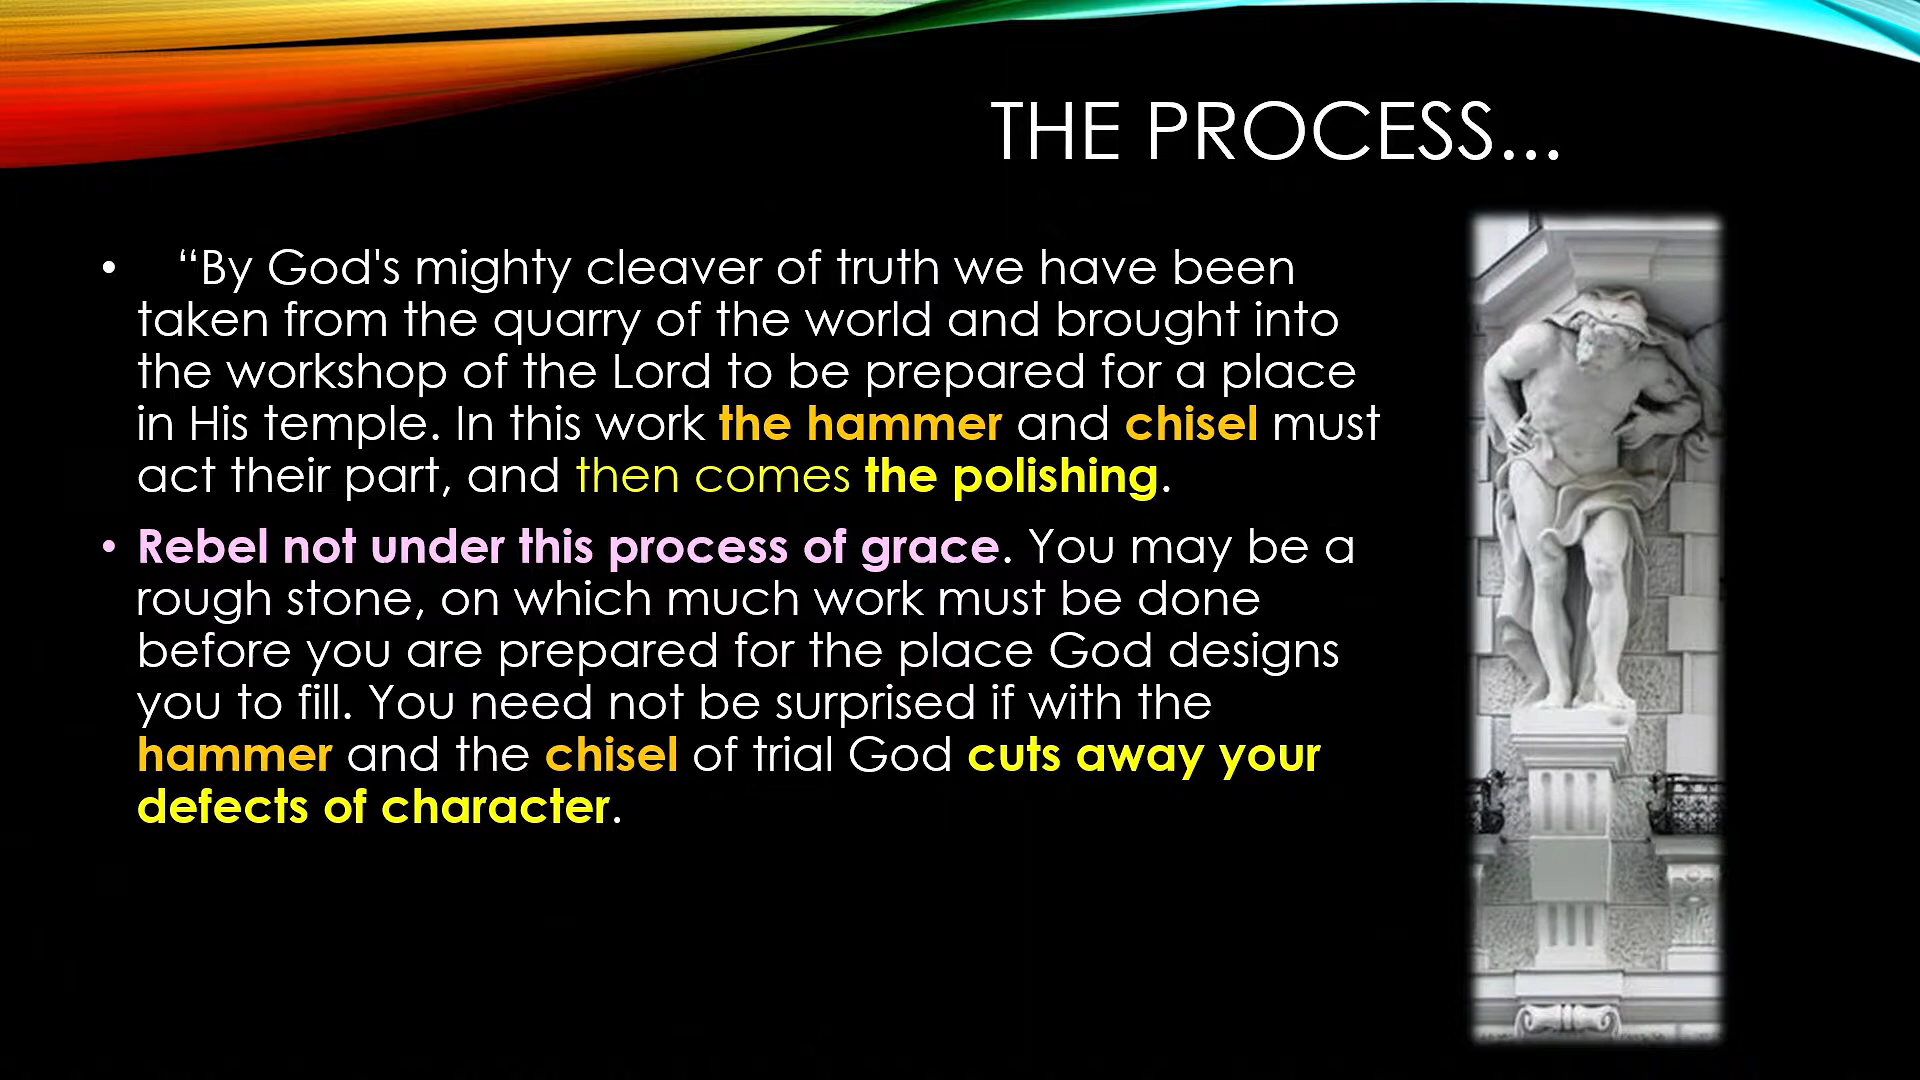 THE PROCESS...
• “By God's mighty cleaver of truth we have been
taken from the quarry of the world and brought into
the workshop of the Lord to be prepared for a place
in His temple. In this work the hammer and chisel must
act their part, and then comes the polishing.
• Rebel not under this process of grace. You may be a
rough stone, on which much work must be done
before you are prepared for the place God designs
you to fill. You need not be surprised if with the
hammer and the chisel of trial God cuts away your
defects of character.